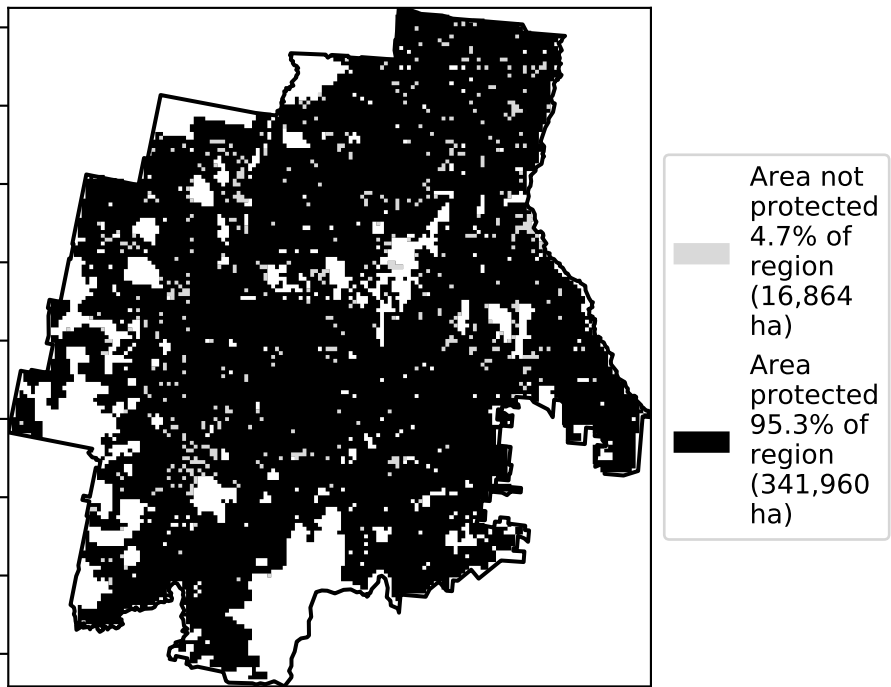 Area not
protected
4.7% of
region
(16,864
ha)
Area
protected
95.3% of
region
(341,960
ha)